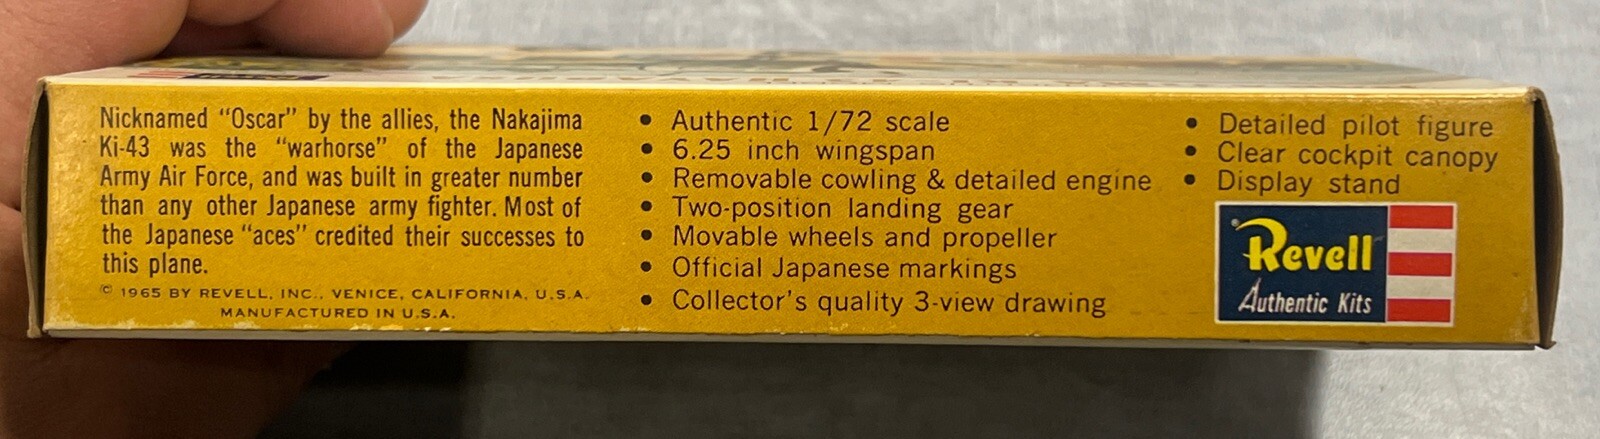 Nicknamed "Oscar" by the allies, the Nakajima
Ki-43 was the "warhorse" of the Japanese
Army Air Force, and was built in greater number
than any other Japanese army fighter. Most of
the Japanese "aces" credited their successes to
this plane.
© 1965 BY REVELL, INC., VENICE, CALIFORNIA, U.S.A.
MANUFACTURED IN U.S.A.
• Authentic 1/72 scale
• 6.25 inch wingspan
• Removable cowling & detailed engine
• Two-position landing gear
• Movable wheels and propeller
• Official Japanese markings
• Collector's quality 3-view drawing
• Detailed pilot figure
• Clear cockpit canopy
• Display stand
Revell
Authentic Kits